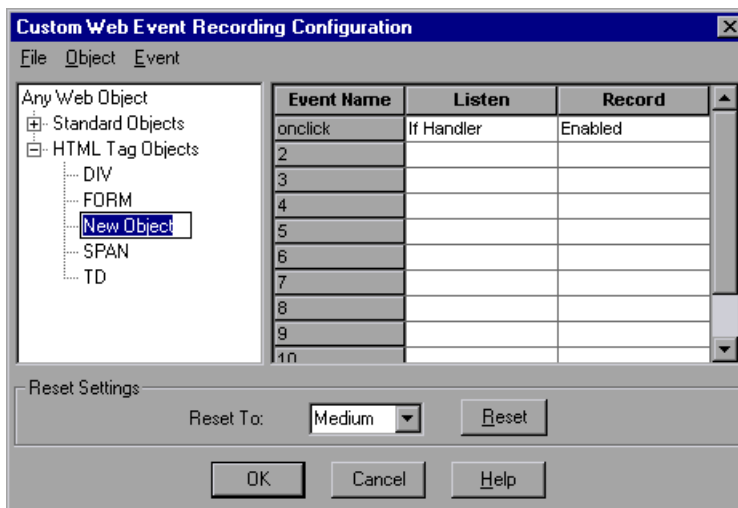 Custom Web Event Recording Configuration
File Object Event
Any Web Object
Standard Objects
HTML Tag Objects
DIV
FORM
New Object
SPAN
TD
Event Name Listen Record
onclick If Handler Enabled
2
3
4
5
6
7
8
9
10
Reset Settings
Reset To: Medium Reset
OK Cancel Help